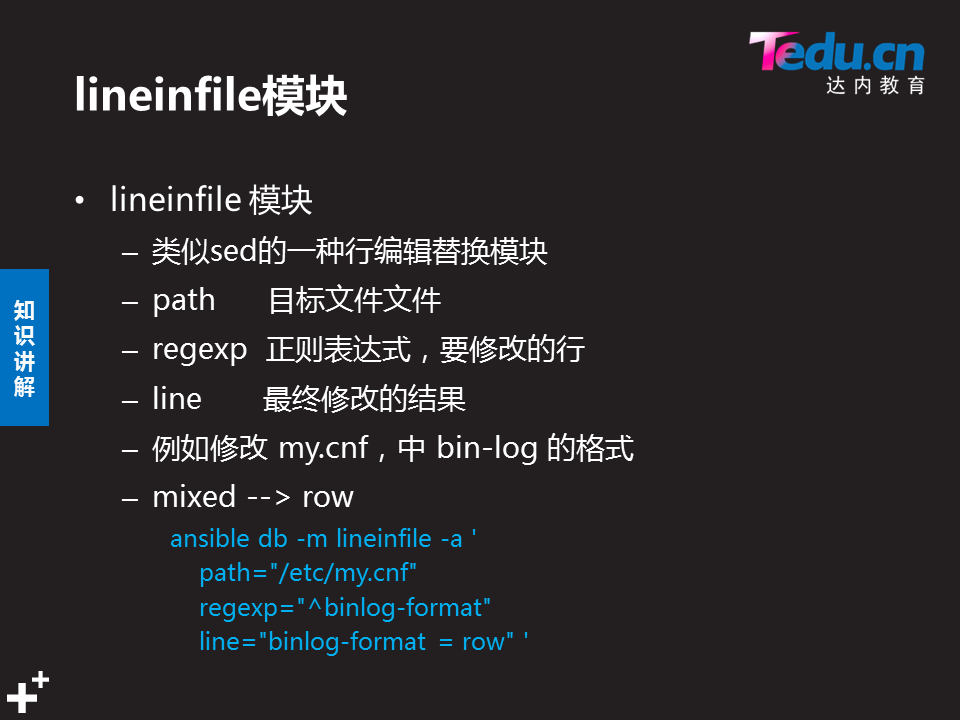 Tedu.cn
达内教育
lineinfile模块
• lineinfile 模块
– 类似sed的一种行编辑替换模块
– path 目标文件文件
– regexp 正则表达式，要修改的行
– line 最终修改的结果
– 例如修改 my.cnf，中 bin-log 的格式
– mixed --> row
ansible db -m lineinfile -a '
path="/etc/my.cnf"
regexp="^binlog-format"
line="binlog-format = row" '
知识讲解